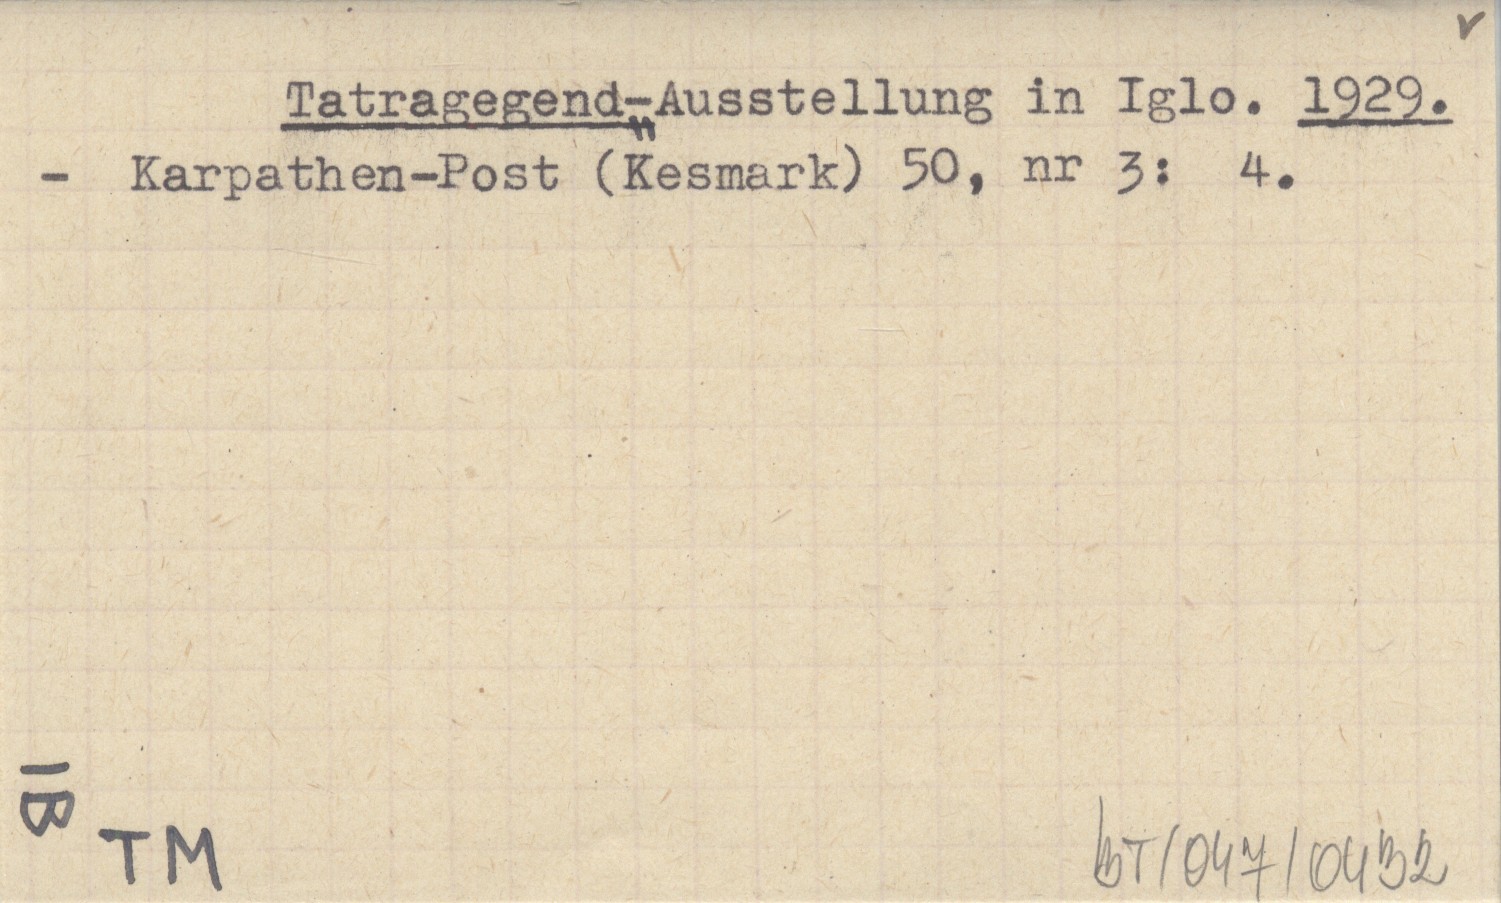 Tatragegend-Ausstellung in Iglo. 1929.
- Karpathen-Post (Kesmark) 50, nr 3: 4.
IB
TM
BT/047/0432